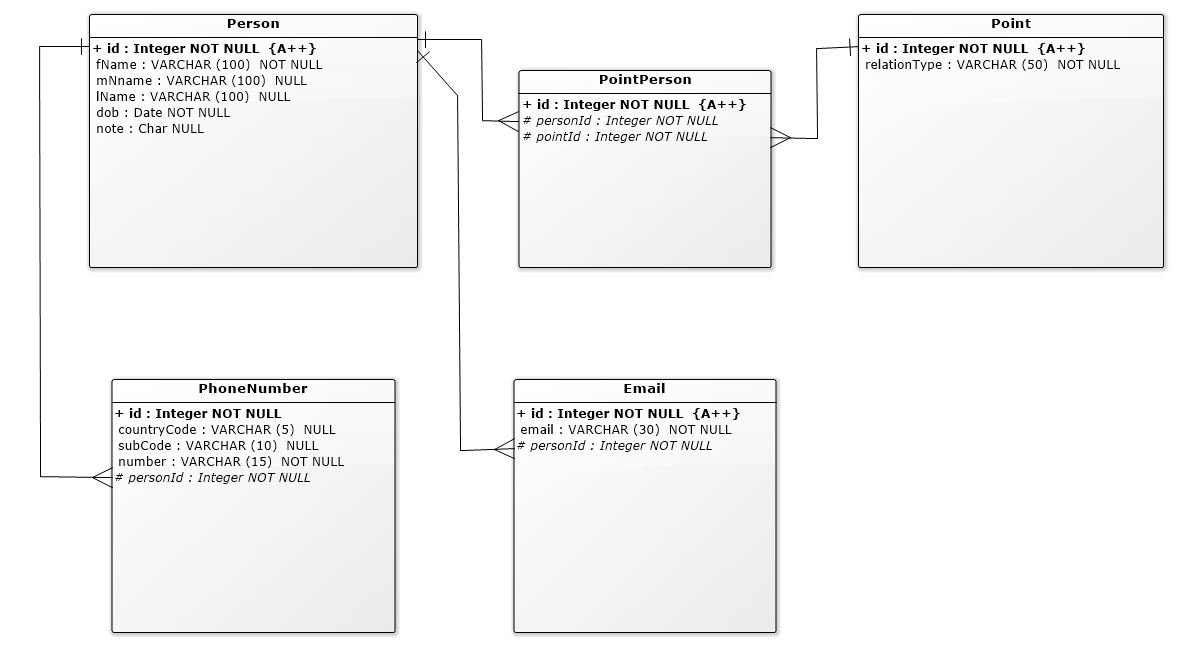 Person
+ id : Integer NOT NULL {A++}
fName : VARCHAR (100) NOT NULL
mNname : VARCHAR (100) NULL
lName : VARCHAR (100) NULL
dob : Date NOT NULL
note : Char NULL
PointPerson
+ id : Integer NOT NULL {A++}
# personId : Integer NOT NULL
# pointId : Integer NOT NULL
Point
+ id : Integer NOT NULL {A++}
relationType : VARCHAR (50) NOT NULL
PhoneNumber
+ id : Integer NOT NULL
countryCode : VARCHAR (5) NULL
subCode : VARCHAR (10) NULL
number : VARCHAR (15) NOT NULL
# personId : Integer NOT NULL
Email
+ id : Integer NOT NULL {A++}
email : VARCHAR (30) NOT NULL
# personId : Integer NOT NULL